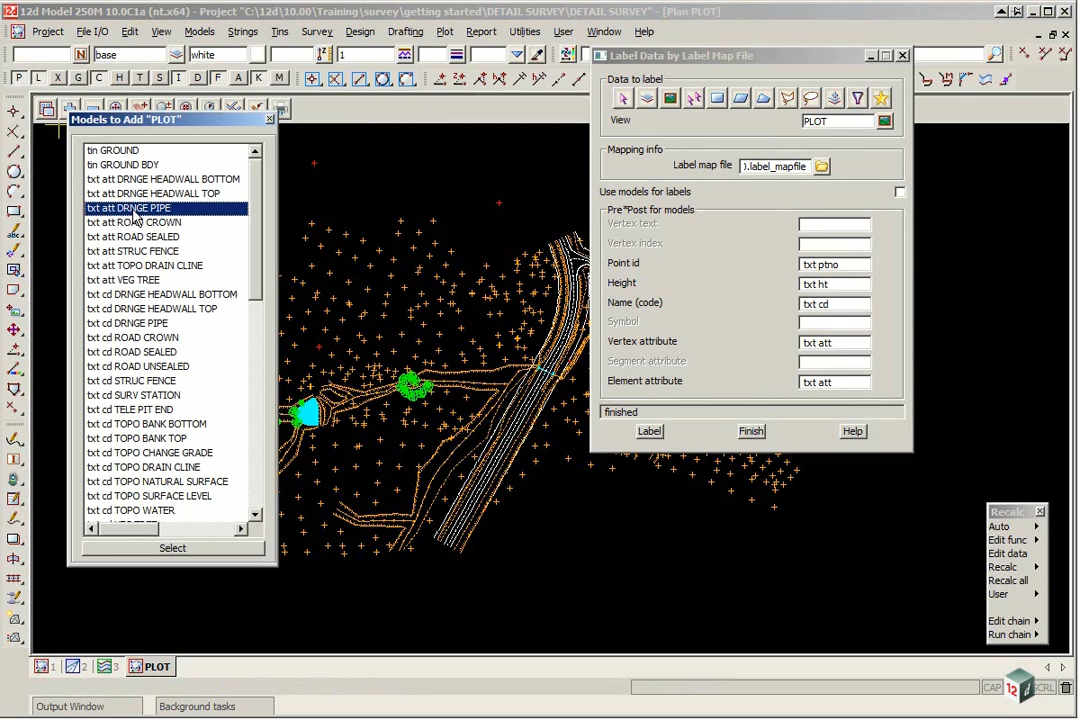 12d Model 250M 10.0C1a (nt.x64) - Project "C:\12d\10.00\Training\survey\getting started\DETAIL SURVEY\DETAIL SURVEY" - [Plan PLOT]
Project File I/O Edit View Models Strings Tins Survey Design Drafting Plot Report Utilities User Window Help
N base white 1
P L X G C H T S I D F A K M
Models to Add "PLOT"
tin GROUND
tin GROUND BDY
txt att DRNGE HEADWALL BOTTOM
txt att DRNGE HEADWALL TOP
txt att DRNGE PIPE
txt att ROAD CROWN
txt att ROAD SEALED
txt att STRUC FENCE
txt att TOPO DRAIN CLINE
txt att VEG TREE
txt cd DRNGE HEADWALL BOTTOM
txt cd DRNGE HEADWALL TOP
txt cd DRNGE PIPE
txt cd ROAD CROWN
txt cd ROAD SEALED
txt cd ROAD UNSEALED
txt cd STRUC FENCE
txt cd SURV STATION
txt cd TELE PIT END
txt cd TOPO BANK BOTTOM
txt cd TOPO BANK TOP
txt cd TOPO CHANGE GRADE
txt cd TOPO DRAIN CLINE
txt cd TOPO NATURAL SURFACE
txt cd TOPO SURFACE LEVEL
txt cd TOPO WATER
Select
Label Data by Label Map File
Data to label
View PLOT
Mapping info
Label map file ).label_mapfile
Use models for labels
Pre*Post for models
Vertex text
Vertex index
Point id txt ptno
Height txt ht
Name (code) txt cd
Symbol
Vertex attribute txt att
Segment attribute
Element attribute txt att
finished
Label Finish Help
Recalc
Auto
Edit func
Edit data
Recalc
Recalc all
User
Edit chain
Run chain
1 2 3 PLOT
CAP SCRL
12 d
Output Window Background tasks